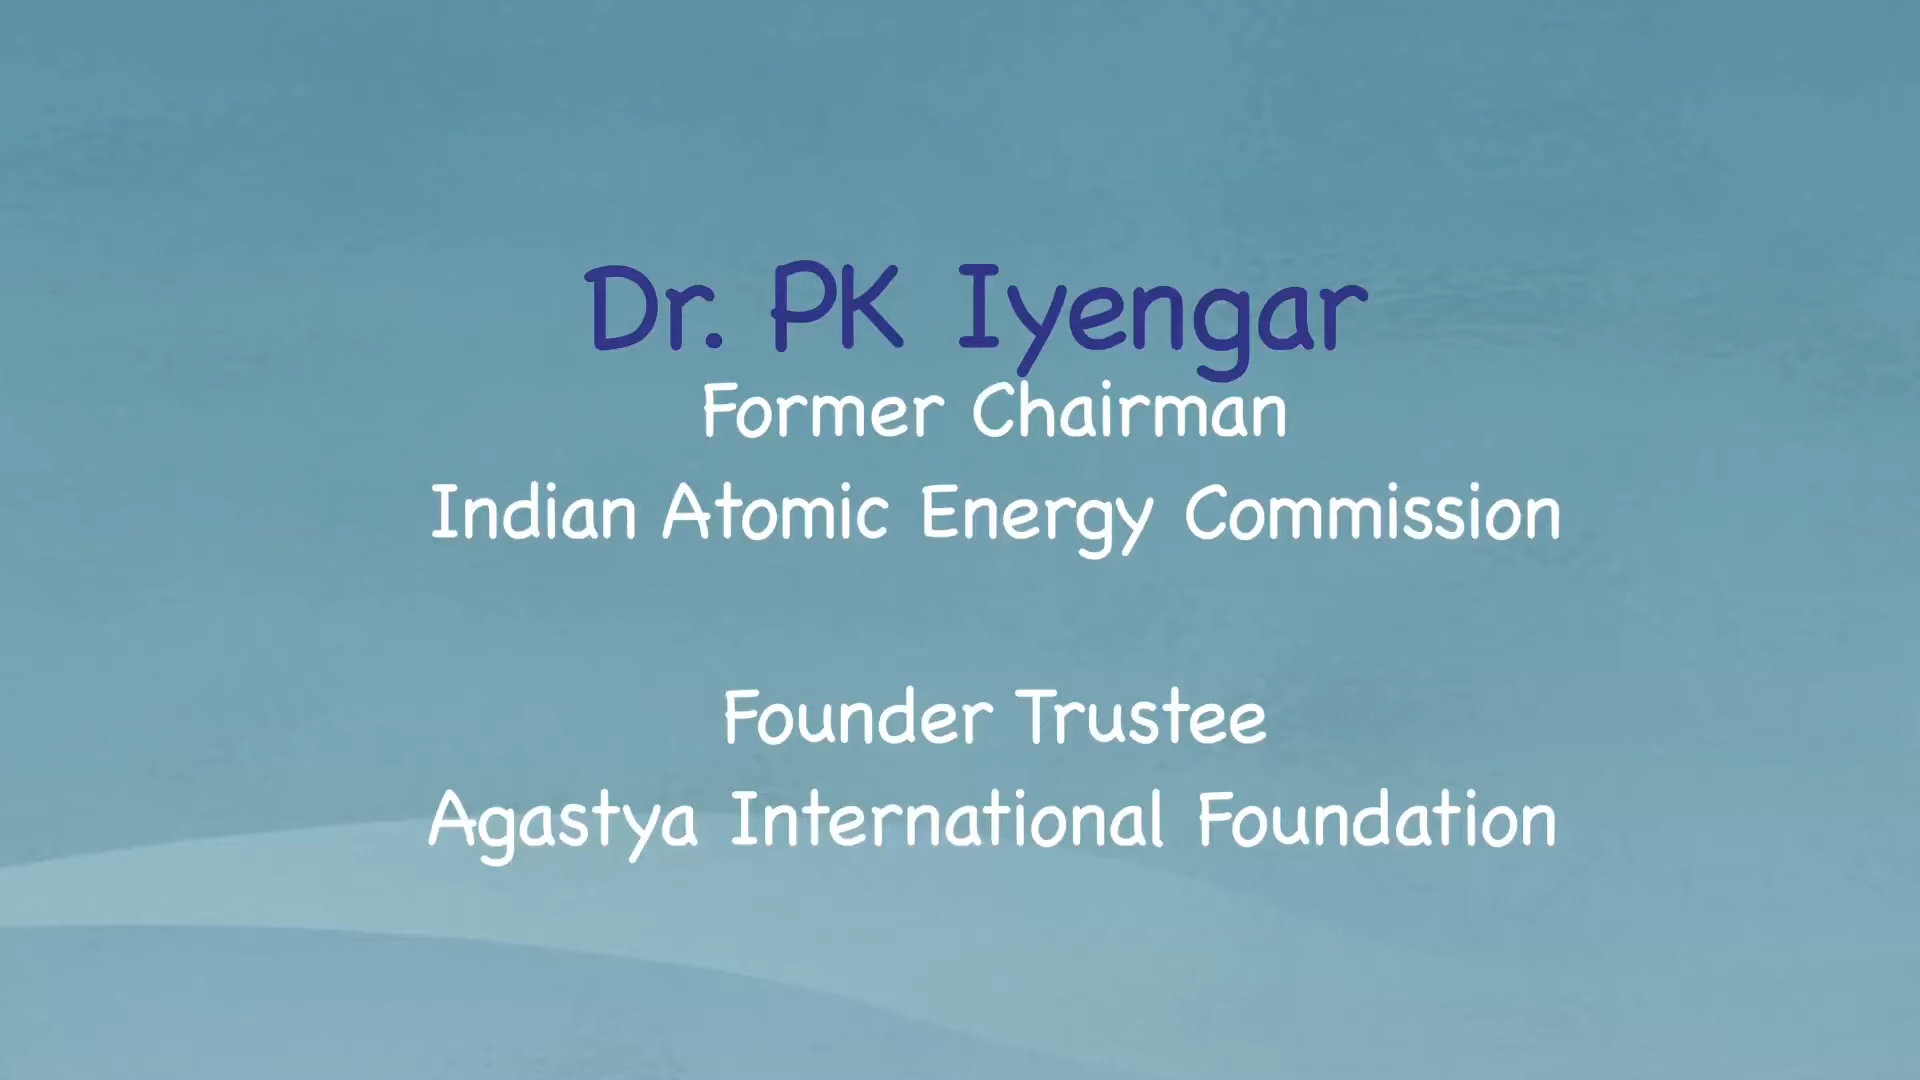 Dr. PK Iyengar
Former Chairman
Indian Atomic Energy Commission
Founder Trustee
Agastya International Foundation